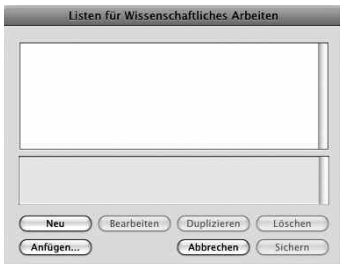 Listen für Wissenschaftliches Arbeiten
Neu Bearbeiten Duplizieren Löschen
Anfügen... Abbrechen Sichern